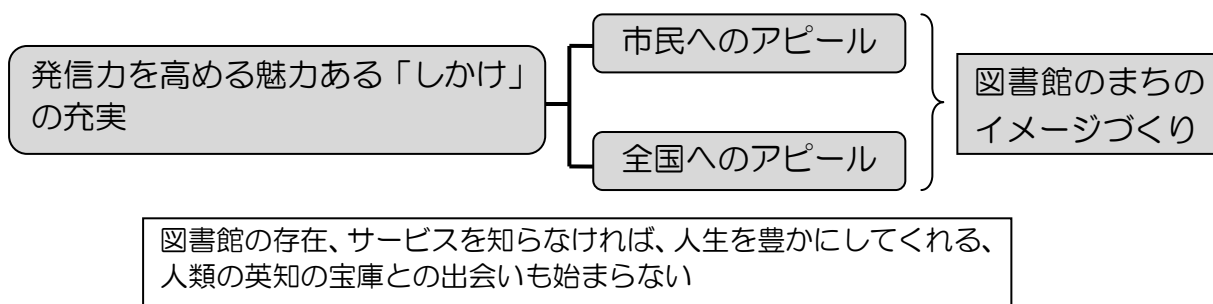 発信力を高める魅力ある「しかけ」
の充実
市民へのアピール
全国へのアピール
図書館のまちの
イメージづくり
図書館の存在、サービスを知らなければ、人生を豊かにしてくれる、
人類の英知の宝庫との出会いも始まらない